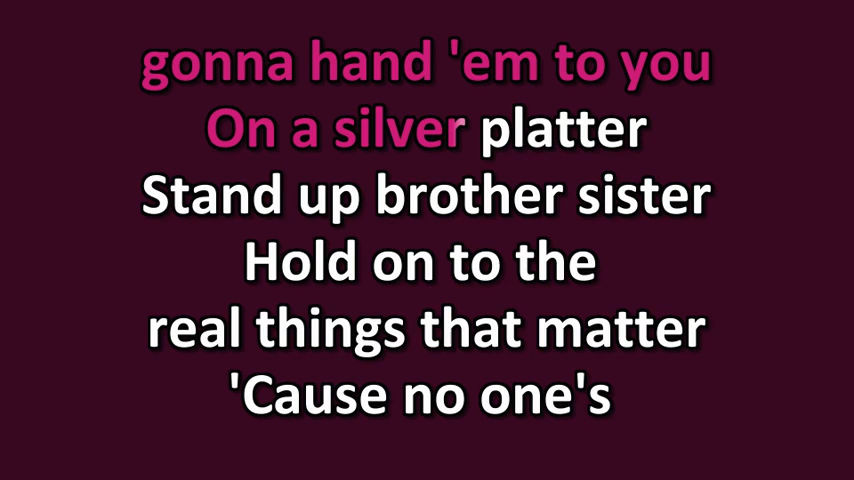 gonna hand 'em to you
On a silver platter
Stand up brother sister
Hold on to the
real things that matter
'Cause no one's